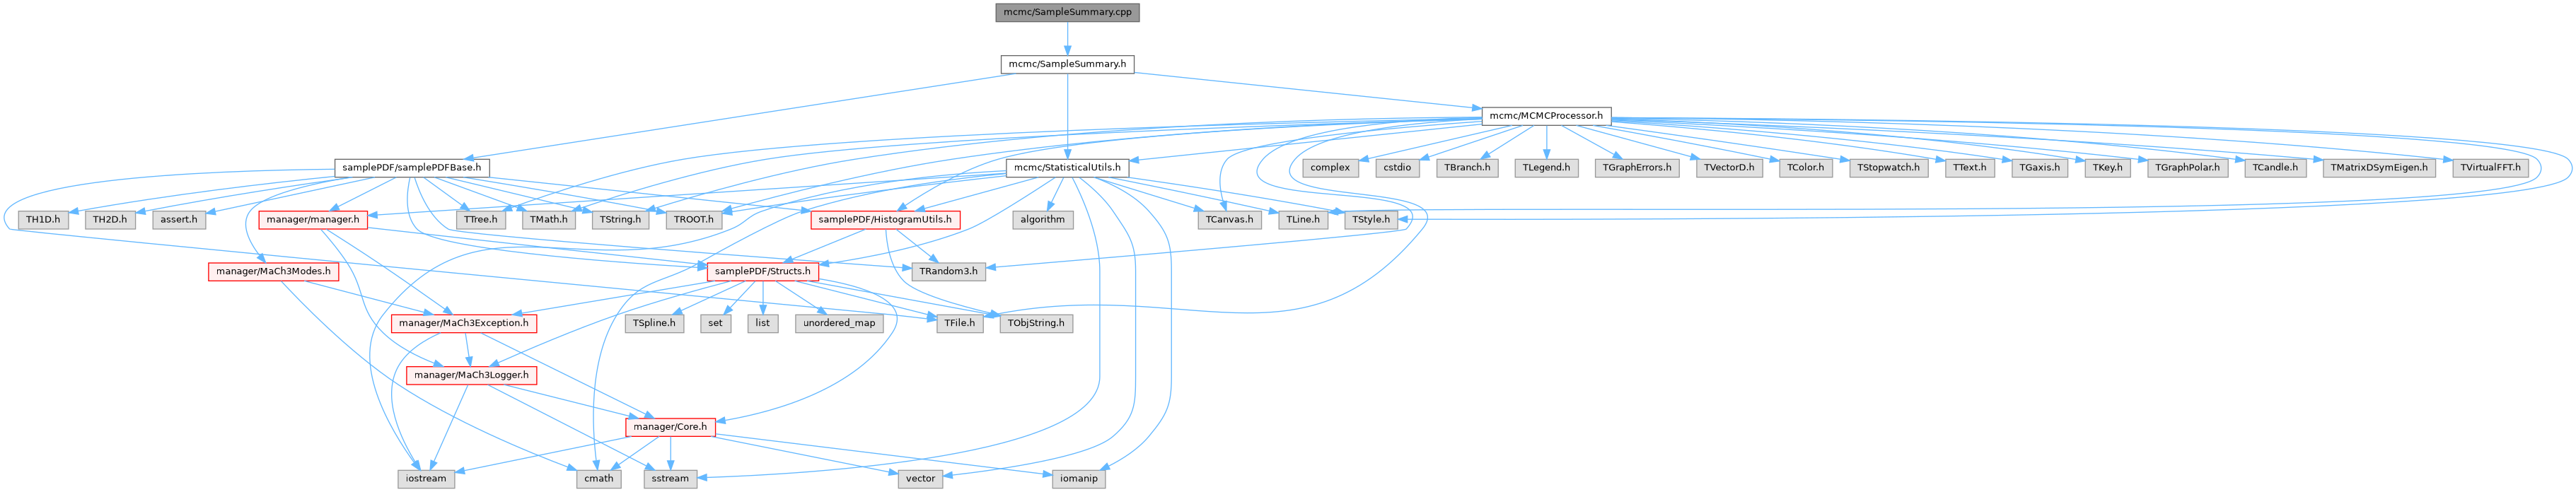 mcmc/SampleSummary.cpp
mcmc/SampleSummary.h
mcmc/MCMCProcessor.h
samplePDF/samplePDFBase.h
mcmc/StatisticalUtils.h
complex
cstdio
TBranch.h
TLegend.h
TGraphErrors.h
TVectorD.h
TColor.h
TStopwatch.h
TText.h
TGaxis.h
TKey.h
TGraphPolar.h
TCandle.h
TMatrixDSymEigen.h
TVirtualFFT.h
TH1D.h
TH2D.h
assert.h
manager/manager.h
TTree.h
TMath.h
TString.h
TROOT.h
samplePDF/HistogramUtils.h
algorithm
TCanvas.h
TLine.h
TStyle.h
manager/MaCh3Modes.h
samplePDF/Structs.h
TRandom3.h
manager/MaCh3Exception.h
TSpline.h
set
list
unordered_map
TFile.h
TObjString.h
manager/MaCh3Logger.h
manager/Core.h
iostream
cmath
sstream
vector
iomanip